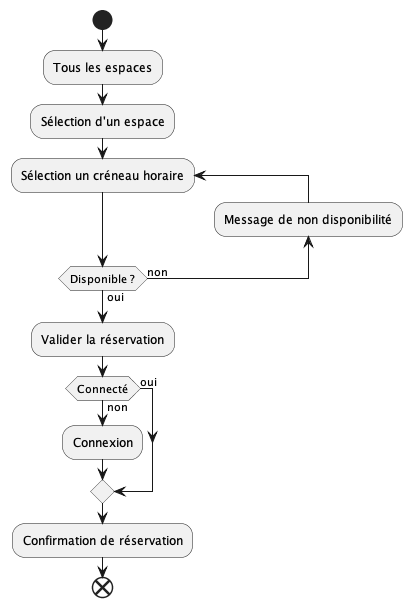 Tous les espaces
Sélection d'un espace
Sélection un créneau horaire
Message de non disponibilité
Disponible ?
non
oui
Valider la réservation
Connecté
oui
non
Connexion
Confirmation de réservation